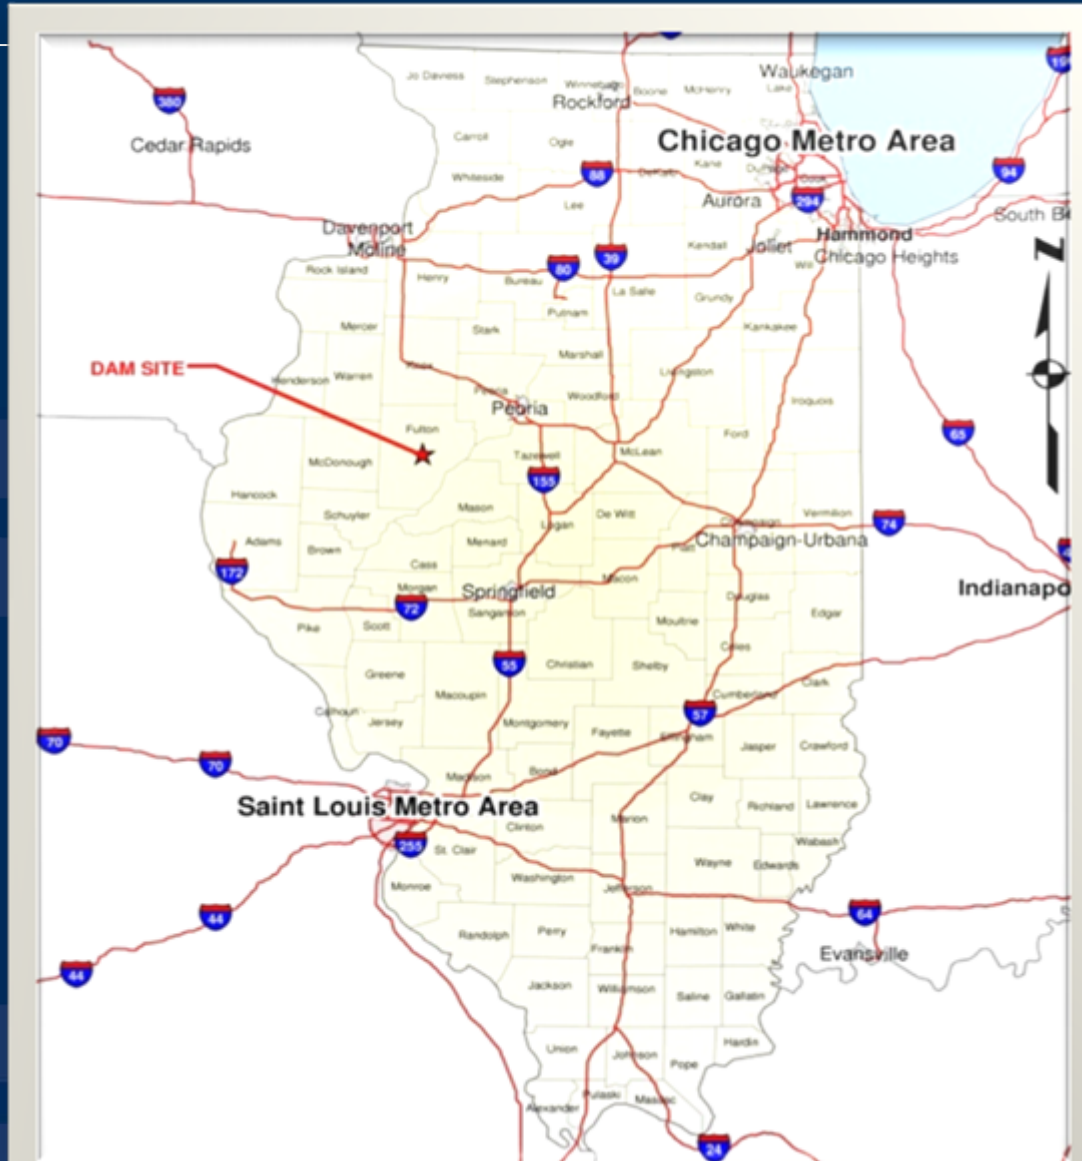 Jo Daviess
Stephenson
Winnebago
Boone
McHenry
Waukegan
Lake
380
Rockford
Cedar Rapids
Carroll
Ogle
Chicago Metro Area
Whiteside
88
DeKalb
Kane
DuPage
Cook
94
Lee
Aurora
294
South B
Davenport
Moline
Hammond
Kendall
Joliet
Chicago Heights
Will
N
Rock Island
Henry
Bureau
80
39
La Salle
Grundy
Putnam
Kankakee
Mercer
Stark
Marshall
DAM SITE
Henderson
Warren
Knox
Livingston
Peoria
Woodford
Peoria
Iroquois
Fulton
Ford
65
McDonough
Tazewell
McLean
155
Hancock
Mason
Schuyler
Logan
De Witt
Champaign
Vermilion
74
Adams
Brown
Menard
Piatt
Champaign-Urbana
172
Cass
Morgan
Springfield
Macon
Indianapo
72
Sangamon
Douglas
Pike
Scott
Moultrie
Edgar
Coles
55
Christian
Shelby
Greene
Macoupin
Cumberland
Clark
Calhoun
Jersey
Montgomery
57
Fayette
Effingham
Jasper
Crawford
70
70
Madison
Bond
Saint Louis Metro Area
Clay
Richland
Lawrence
Clinton
Marion
255
St. Clair
Wabash
Wayne
Edwards
Monroe
Washington
Jefferson
44
64
Randolph
Perry
Hamilton
White
Franklin
Evansville
44
Jackson
Williamson
Saline
Gallatin
Union
Johnson
Hardin
Pope
Pulaski
Massac
Alexander
24